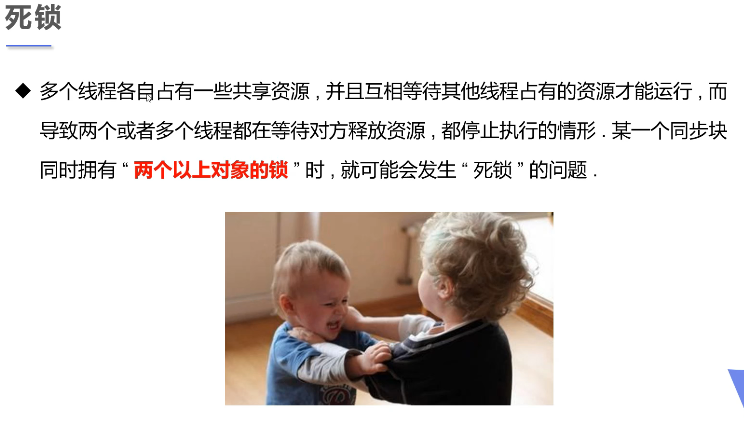 死锁
◆ 多个线程各自占有一些共享资源 , 并且互相等待其他线程占有的资源才能运行 , 而
导致两个或者多个线程都在等待对方释放资源 , 都停止执行的情形 . 某一个同步块
同时拥有 “ 两个以上对象的锁 ” 时 , 就可能会发生 “ 死锁 ” 的问题 .